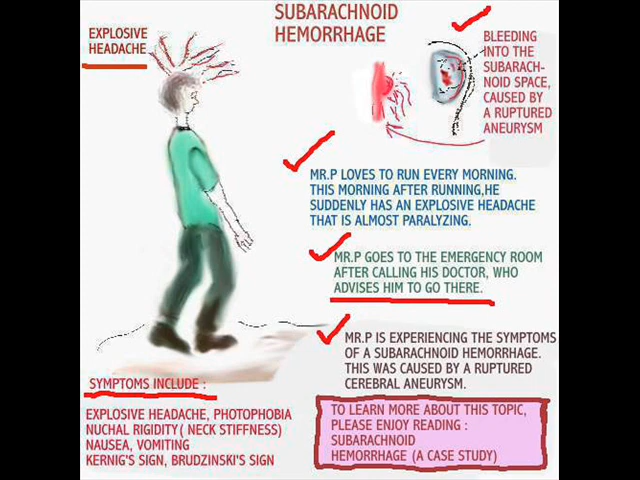 SUBARACHNOID
HEMORRHAGE
EXPLOSIVE
HEADACHE
BLEEDING
INTO THE
SUBARACH-
NOID SPACE,
CAUSED BY
A RUPTURED
ANEURYSM
MR.P LOVES TO RUN EVERY MORNING.
THIS MORNING AFTER RUNNING,HE
SUDDENLY HAS AN EXPLOSIVE HEADACHE
THAT IS ALMOST PARALYZING.
MR.P GOES TO THE EMERGENCY ROOM
AFTER CALLING HIS DOCTOR, WHO
ADVISES HIM TO GO THERE.
MR.P IS EXPERIENCING THE SYMPTOMS
OF A SUBARACHNOID HEMORRHAGE.
THIS WAS CAUSED BY A RUPTURED
CEREBRAL ANEURYSM.
SYMPTOMS INCLUDE :
EXPLOSIVE HEADACHE, PHOTOPHOBIA
NUCHAL RIGIDITY ( NECK STIFFNESS)
NAUSEA, VOMITING
KERNIG'S SIGN, BRUDZINSKI'S SIGN
TO LEARN MORE ABOUT THIS TOPIC,
PLEASE ENJOY READING :
SUBARACHNOID
HEMORRHAGE (A CASE STUDY)